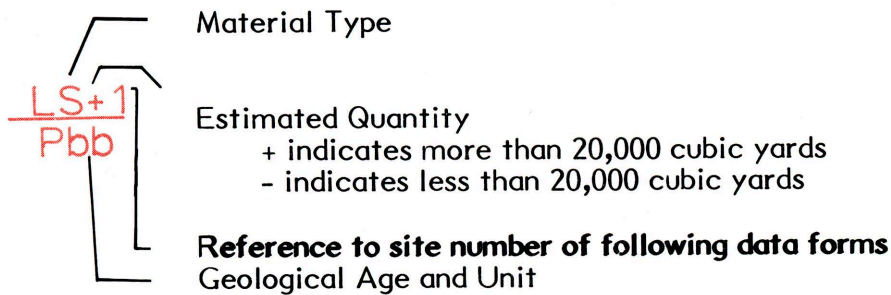 Material Type
LS+1
Pbb
Estimated Quantity
+ indicates more than 20,000 cubic yards
- indicates less than 20,000 cubic yards
Reference to site number of following data forms
Geological Age and Unit